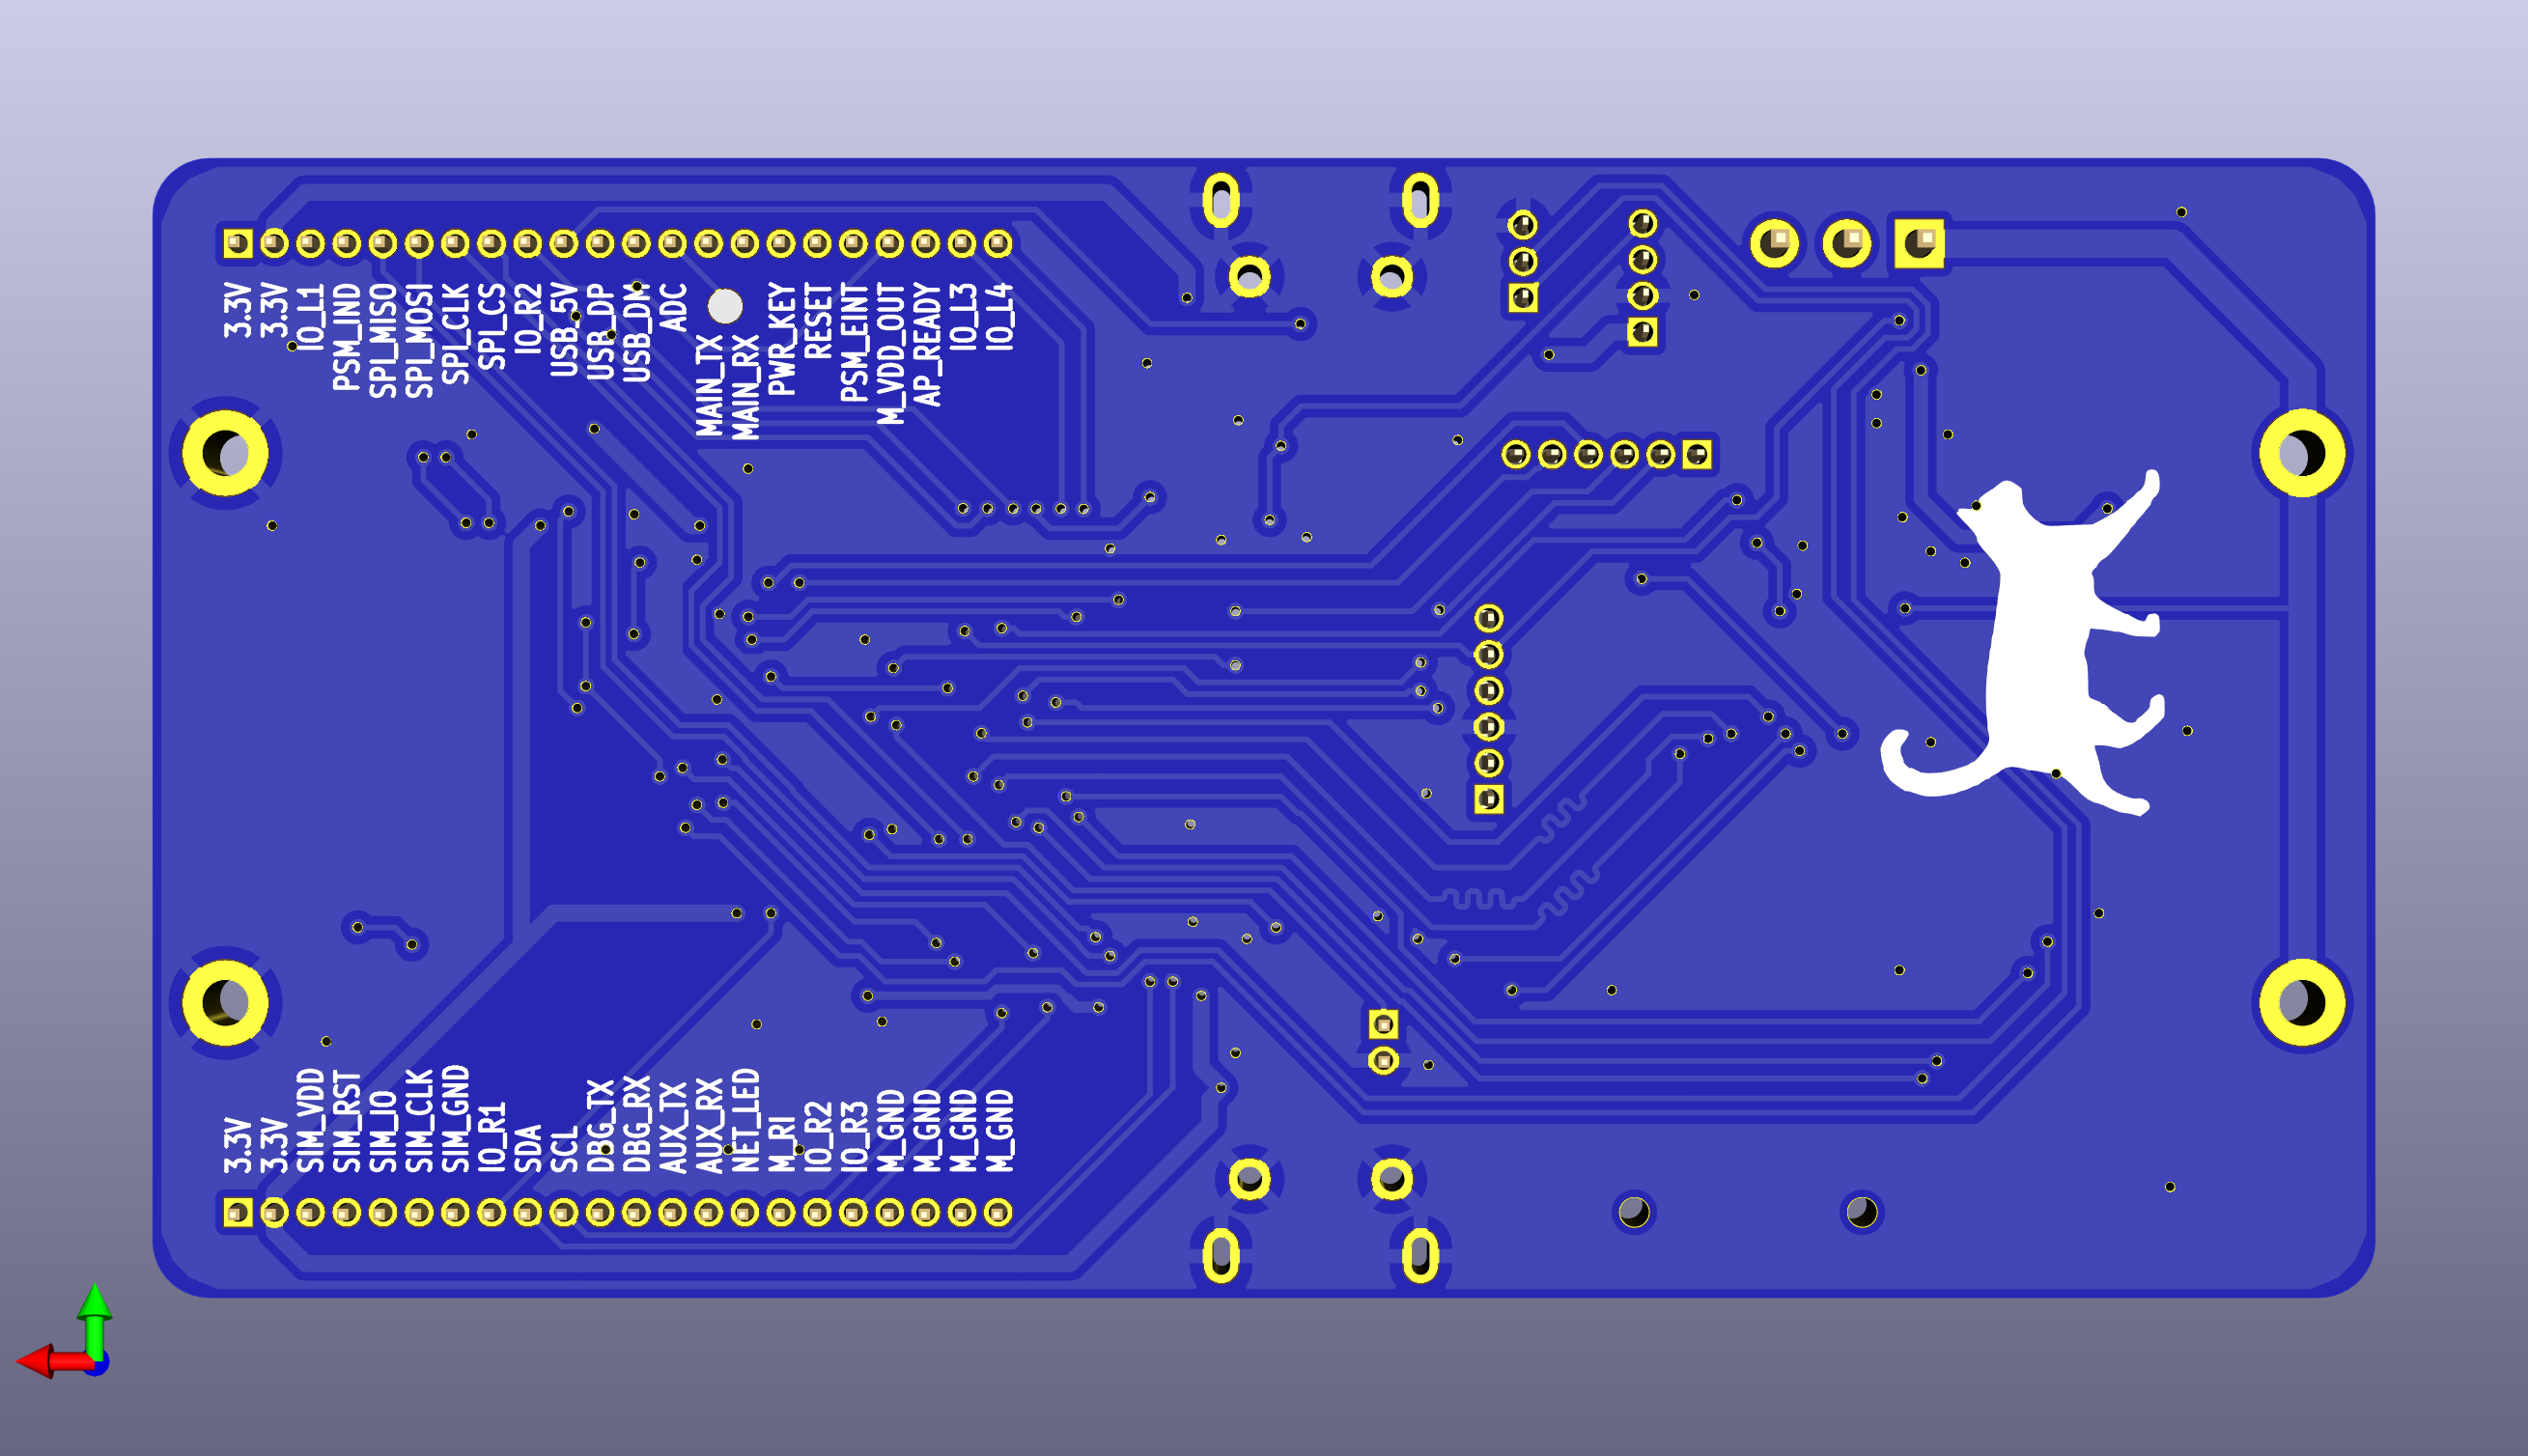 3.3V
3.3V
IO_L1
PSM_IND
SPI_MISO
SPI_MOSI
SPI_CLK
SPI_CS
IO_R2
USB_5V
USB_DP
USB_DM
ADC
MAIN_TX
MAIN_RX
PWR_KEY
RESET
PSM_EINT
M_VDD_OUT
AP_READY
IO_L3
IO_L4
3.3V
3.3V
SIM_VDD
SIM_RST
SIM_IO
SIM_CLK
SIM_GND
IO_R1
SDA
SCL
DBG_TX
DBG_RX
AUX_TX
AUX_RX
NET_LED
M_RI
IO_R2
IO_R3
M_GND
M_GND
M_GND
M_GND